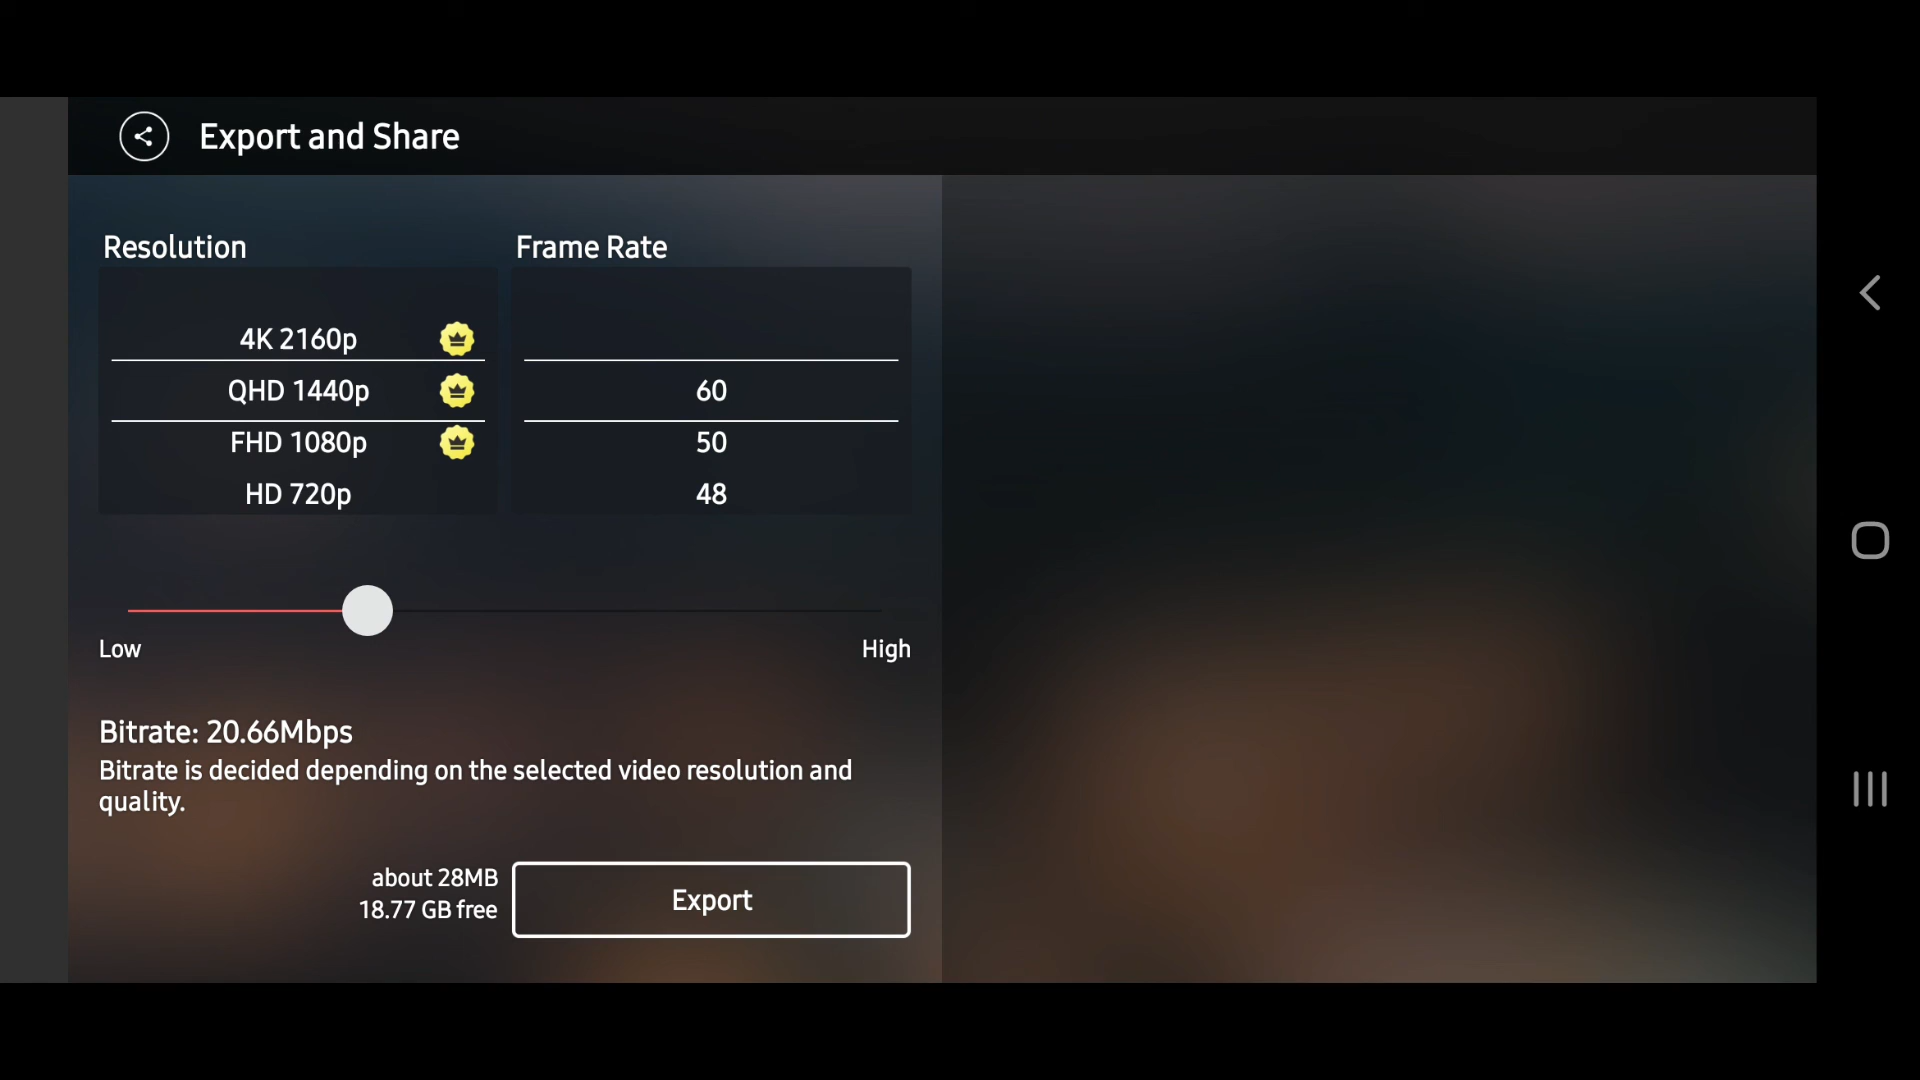 Export and Share
Resolution
Frame Rate
4K 2160p
QHD 1440p
FHD 1080p
HD 720p
60
50
48
Low
High
Bitrate: 20.66Mbps
Bitrate is decided depending on the selected video resolution and
quality.
about 28MB
18.77 GB free
Export